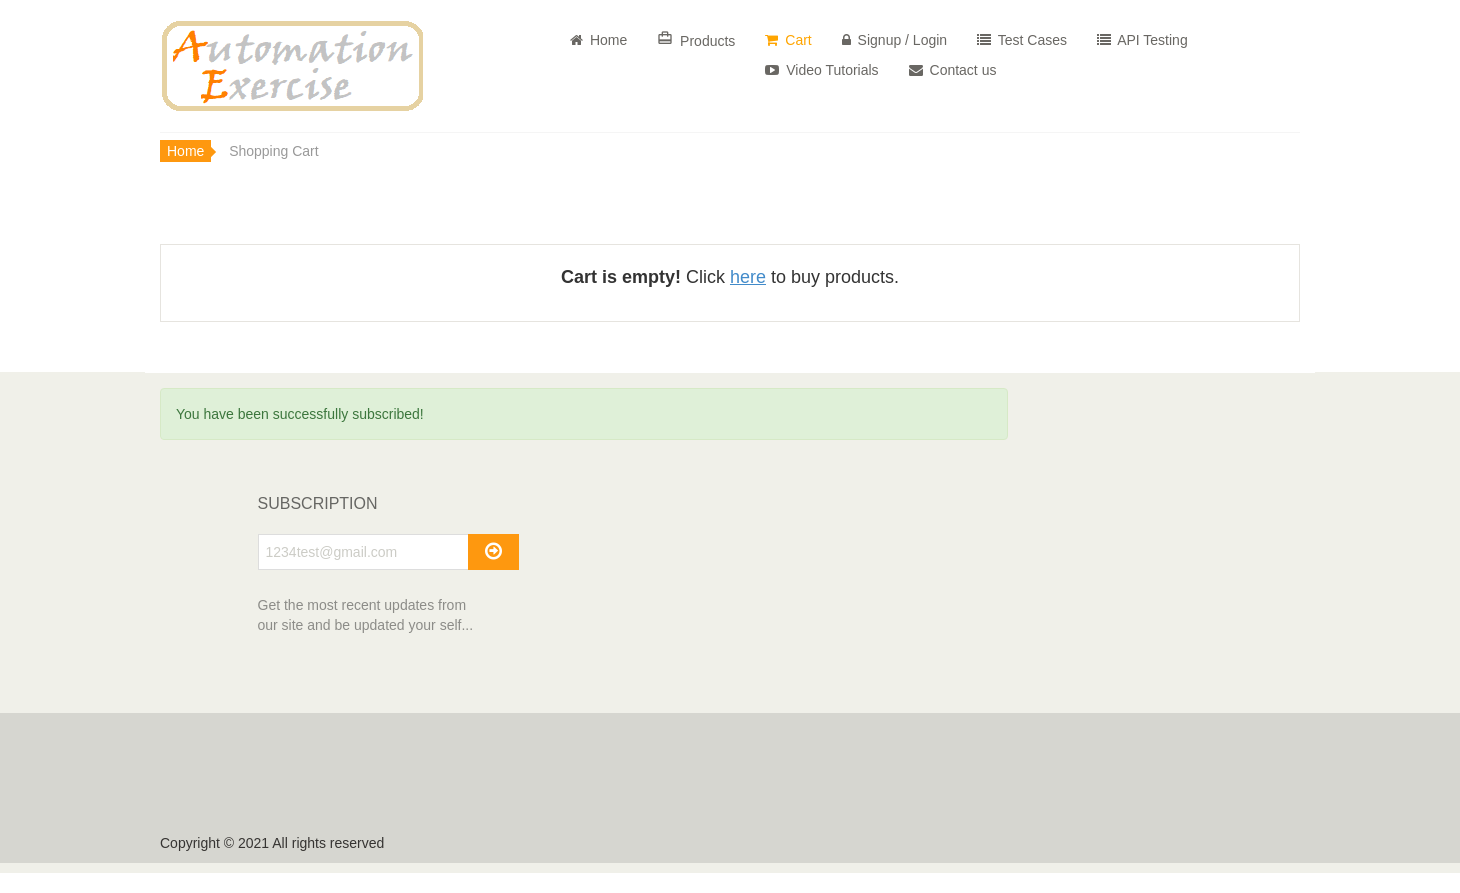 Automation
Exercise
Home Products Cart Signup / Login Test Cases API Testing
Video Tutorials Contact us
Home Shopping Cart
Cart is empty! Click here to buy products.
You have been successfully subscribed!
SUBSCRIPTION
1234test@gmail.com
Get the most recent updates from
our site and be updated your self...
Copyright © 2021 All rights reserved